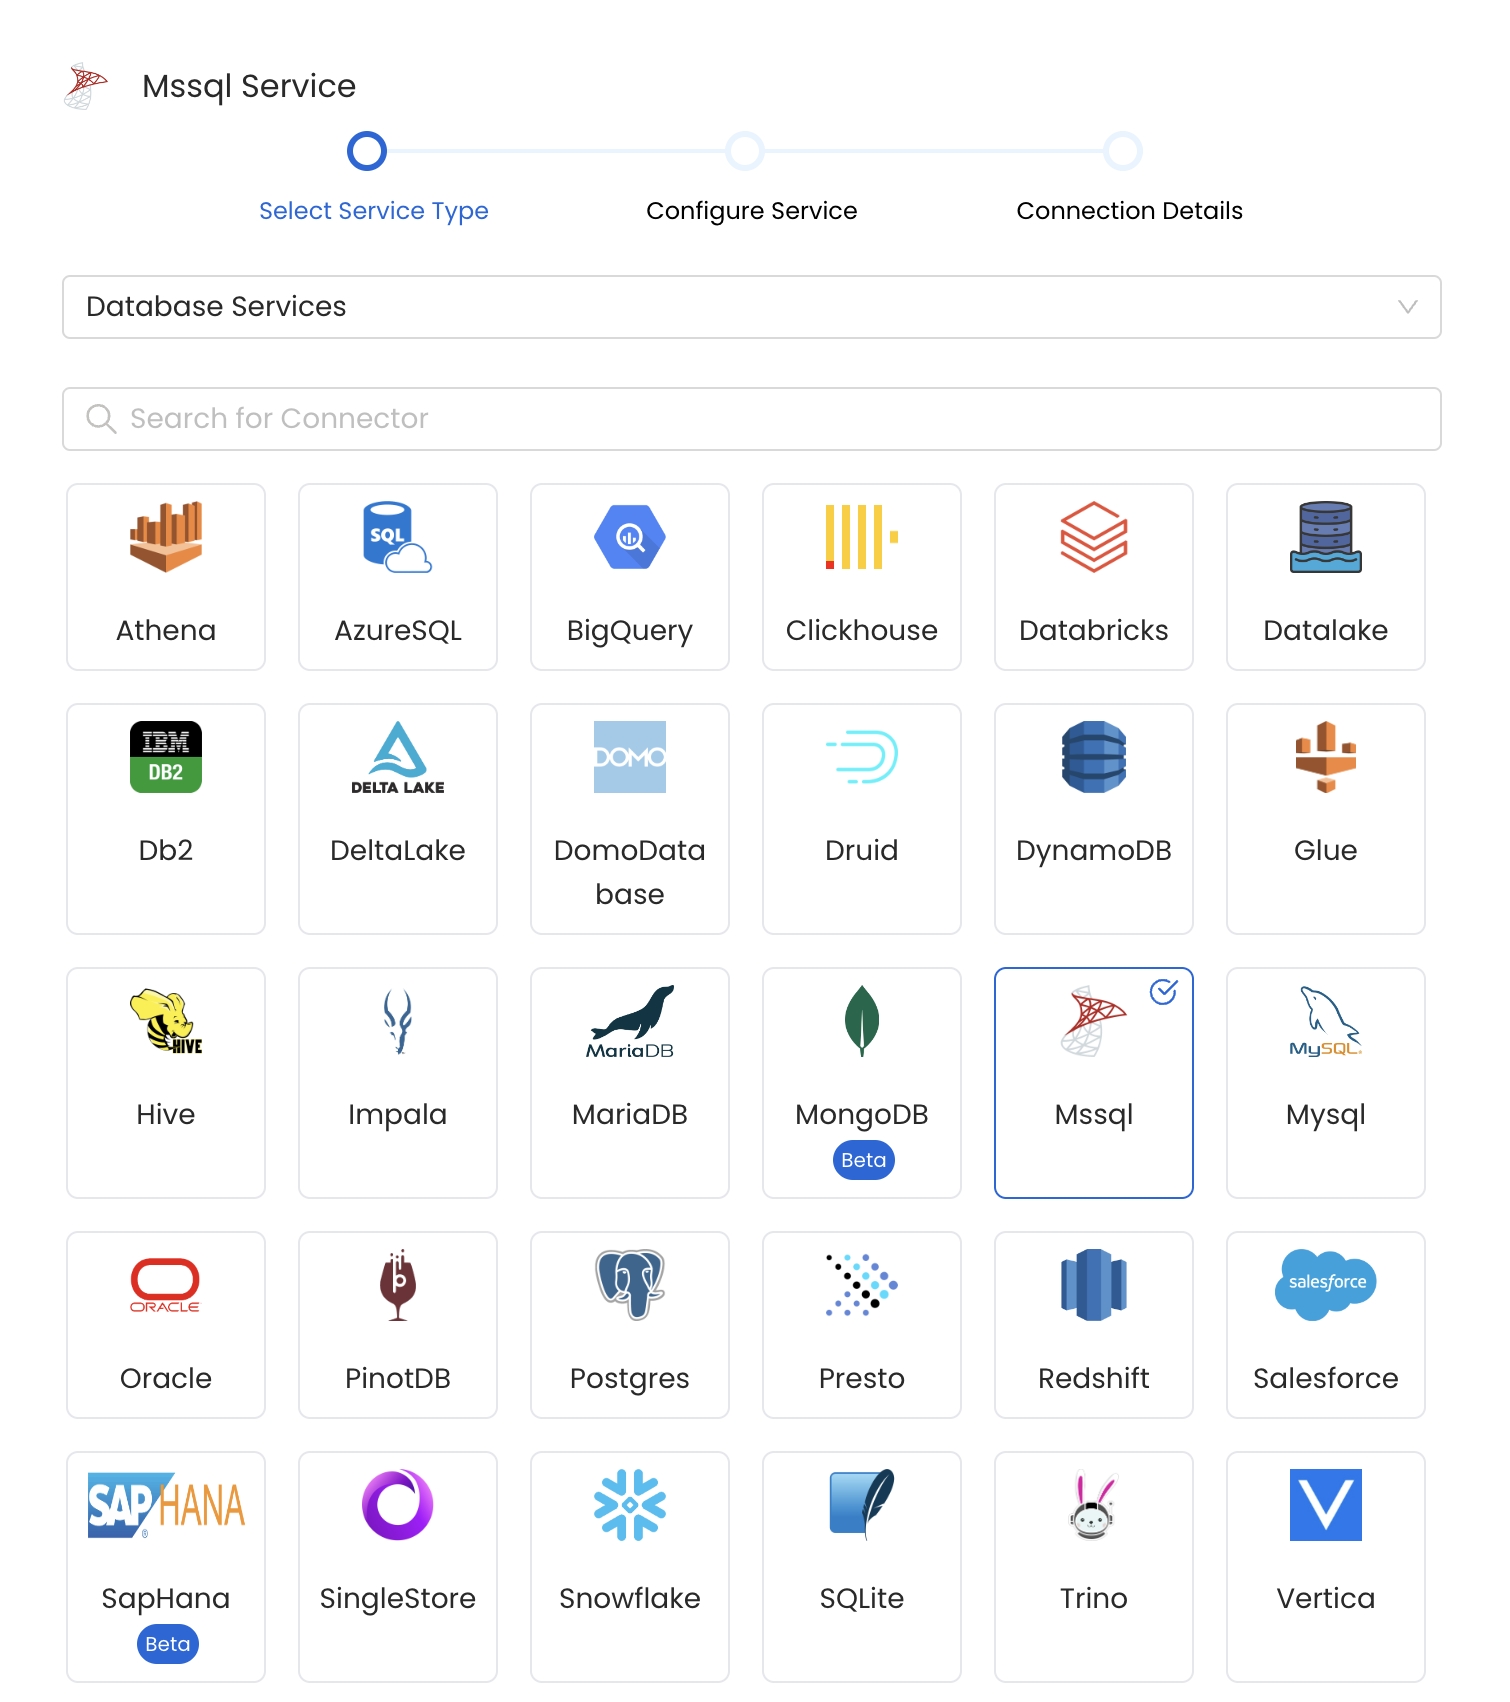 Mssql Service
Select Service Type
Configure Service
Connection Details
Database Services
Search for Connector
SQL
Athena
AzureSQL
BigQuery
Clickhouse
Databricks
Datalake
IBM
DB2
DELTA LAKE
DOMO
Db2
DeltaLake
DomoData
base
Druid
DynamoDB
Glue
HIVE
MariaDB
MySQL®
Hive
Impala
MariaDB
MongoDB
Beta
Mssql
Mysql
ORACLE
salesforce
Oracle
PinotDB
Postgres
Presto
Redshift
Salesforce
SAP® HANA
SapHana
Beta
SingleStore
Snowflake
SQLite
Trino
Vertica